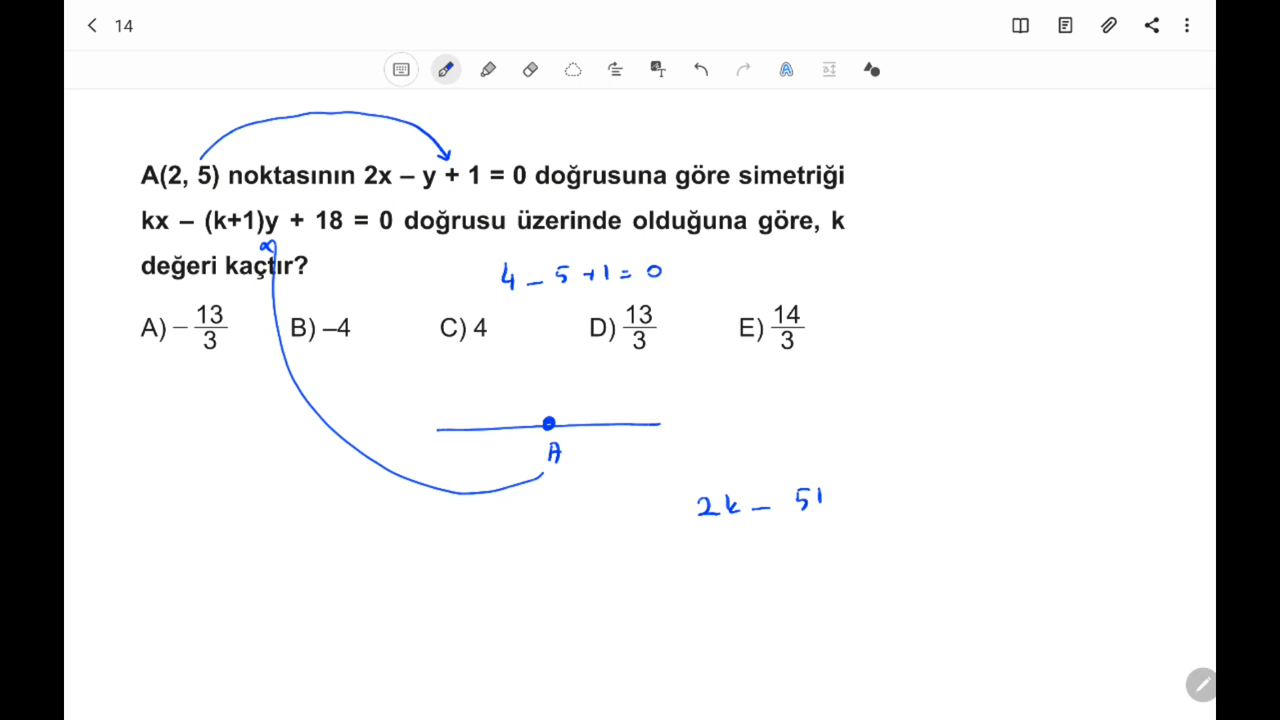 14
A(2, 5) noktasının 2x – y + 1 = 0 doğrusuna göre simetriği
kx – (k+1)y + 18 = 0 doğrusu üzerinde olduğuna göre, k
değeri kaçtır?
4 – 5 + 1 = 0
A) –13/3 B) –4 C) 4 D) 13/3 E) 14/3
A
2k – 5